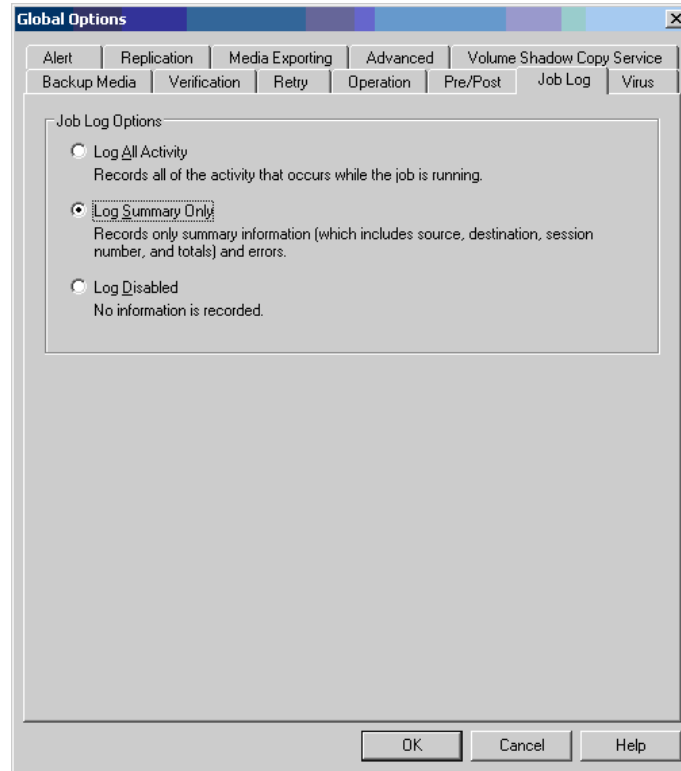 Global Options
Alert Replication Media Exporting Advanced Volume Shadow Copy Service
Backup Media Verification Retry Operation Pre/Post Job Log Virus
Job Log Options
Log All Activity
Records all of the activity that occurs while the job is running.
Log Summary Only
Records only summary information (which includes source, destination, session
number, and totals) and errors.
Log Disabled
No information is recorded.
OK Cancel Help